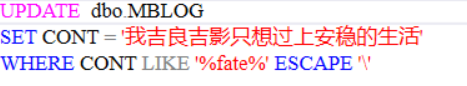 UPDATE dbo.MBLOG
SET CONT = '我吉良吉影只想过上安稳的生活'
WHERE CONT LIKE '%fate%' ESCAPE '\'